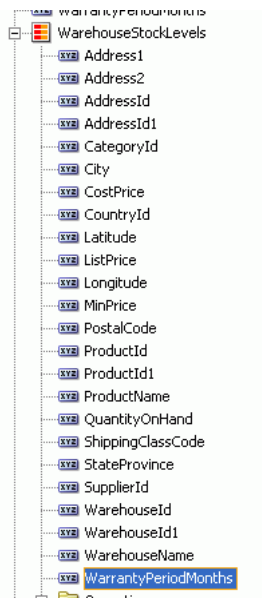 WarrantyPeriodMonths
WarehouseStockLevels
Address1
Address2
AddressId
AddressId1
CategoryId
City
CostPrice
CountryId
Latitude
ListPrice
Longitude
MinPrice
PostalCode
ProductId
ProductId1
ProductName
QuantityOnHand
ShippingClassCode
StateProvince
SupplierId
WarehouseId
WarehouseId1
WarehouseName
WarrantyPeriodMonths